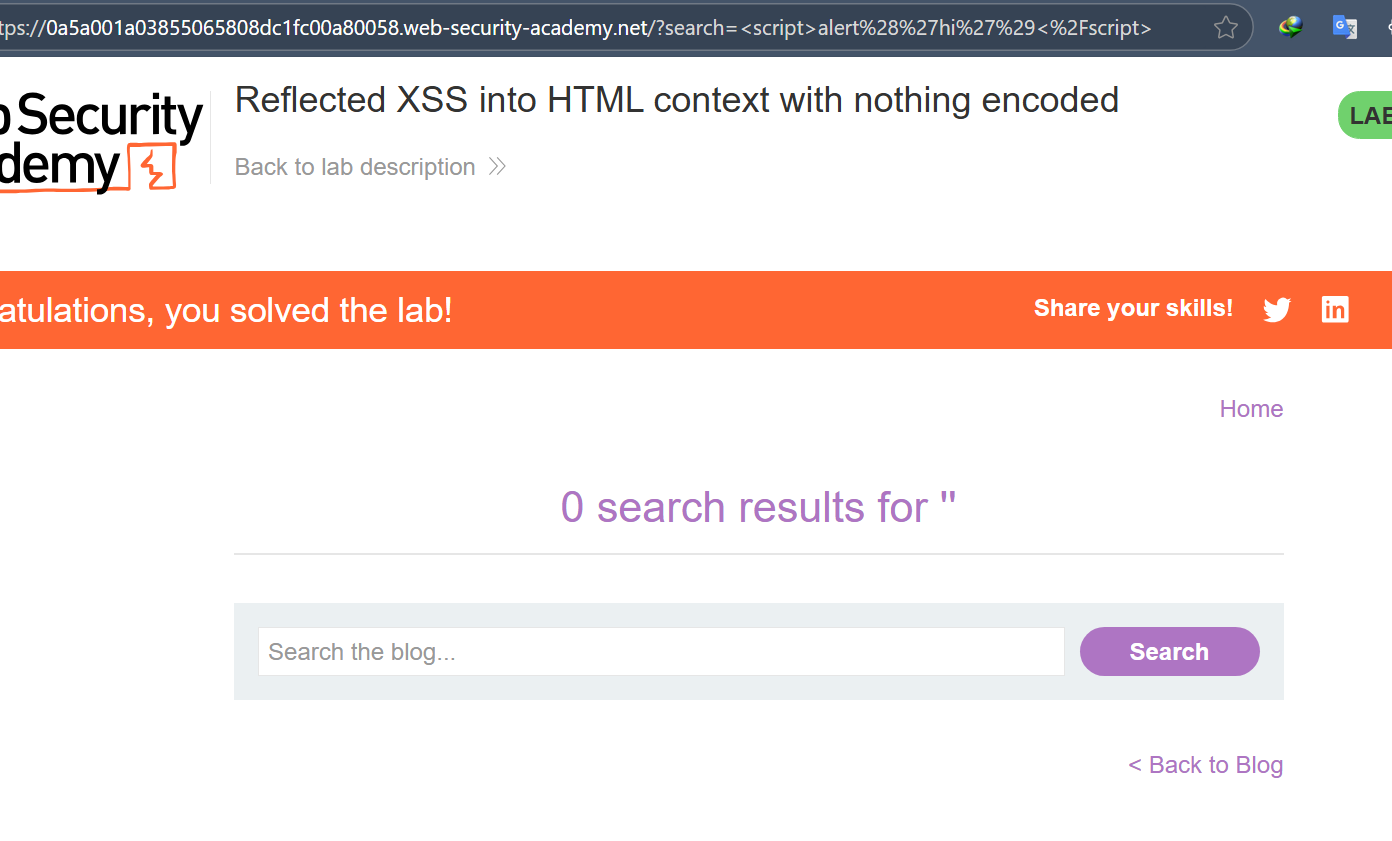 tps://0a5a001a03855065808dc1fc00a80058.web-security-academy.net/?search=<script>alert%28%27hi%27%29<%2Fscript>
b Security
demy
Reflected XSS into HTML context with nothing encoded
Back to lab description >>
LAB
atulations, you solved the lab!
Share your skills!
in
Home
0 search results for ''
Search the blog...
Search
< Back to Blog